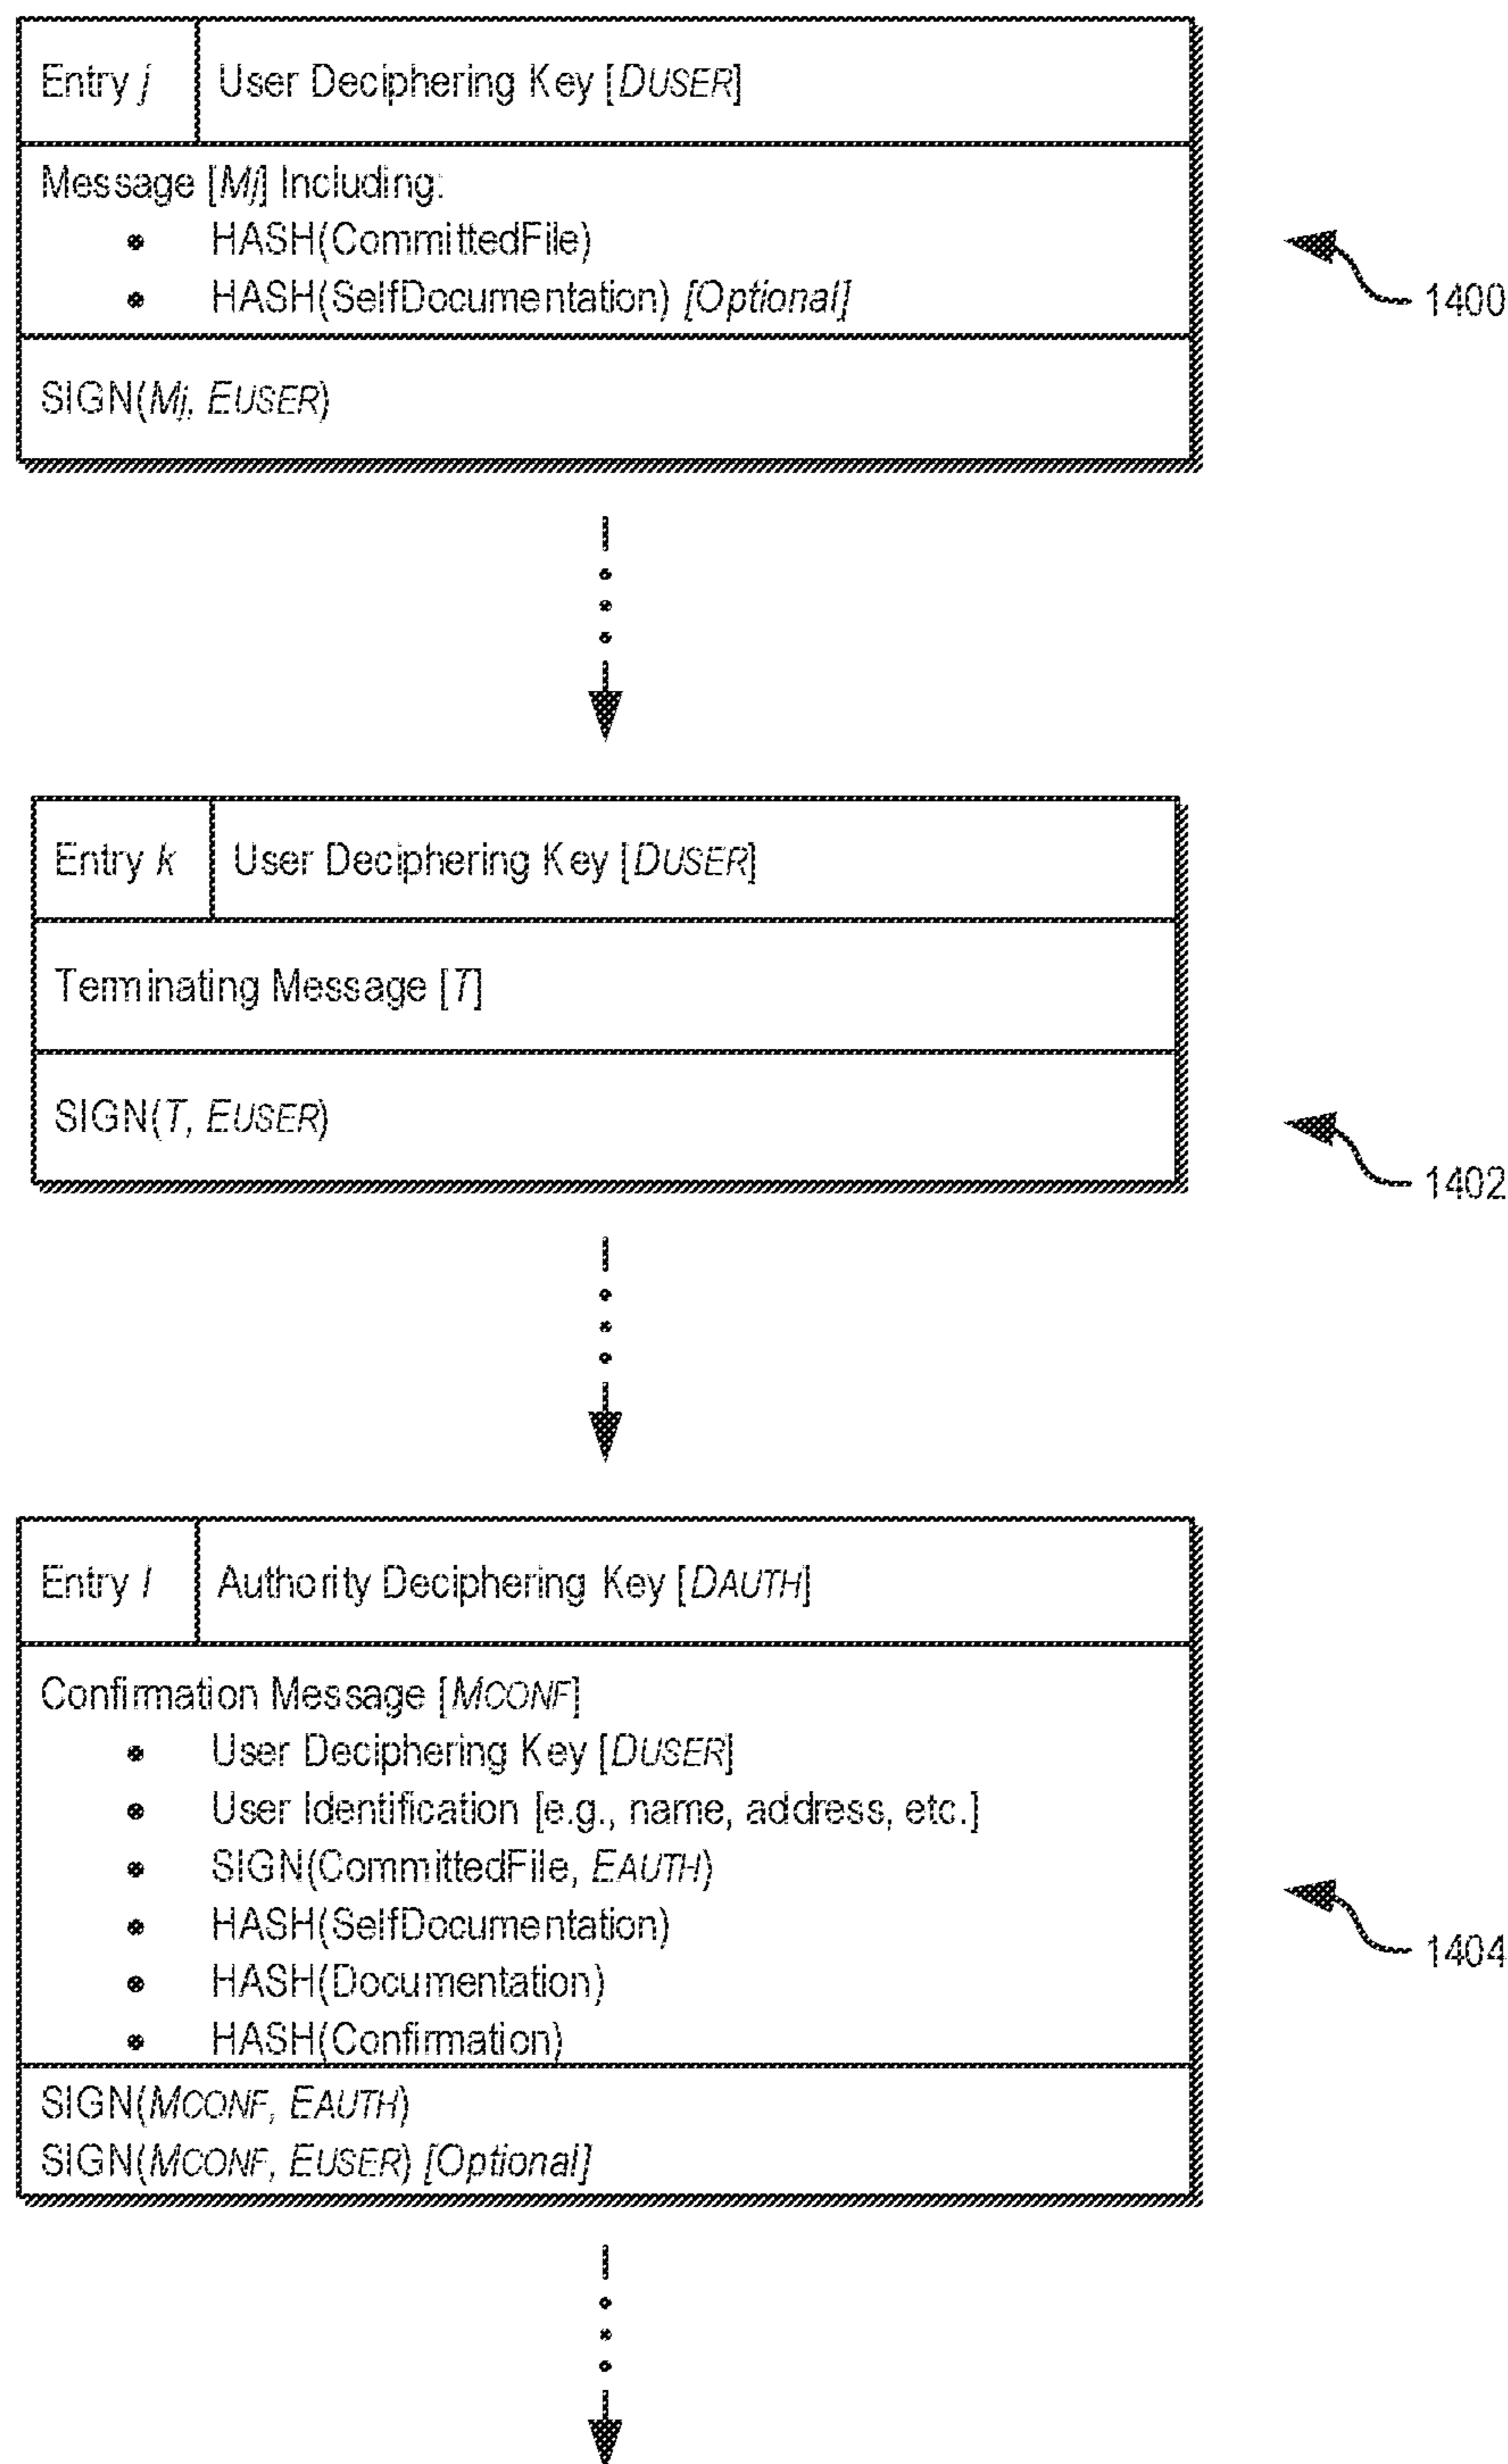 Entry j
User Deciphering Key [DUSER]
Message [Mj] Including:
• HASH(CommittedFile)
• HASH(SelfDocumentation) [Optional]
SIGN(Mj, EUSER)
1400
Entry k
User Deciphering Key [DUSER]
Terminating Message [T]
SIGN(T, EUSER)
1402
Entry l
Authority Deciphering Key [DAUTH]
Confirmation Message [MCONF]
• User Deciphering Key [DUSER]
• User Identification [e.g., name, address, etc.]
• SIGN(CommittedFile, EAUTH)
• HASH(SelfDocumentation)
• HASH(Documentation)
• HASH(Confirmation)
SIGN(MCONF, EAUTH)
SIGN(MCONF, EUSER) [Optional]
1404